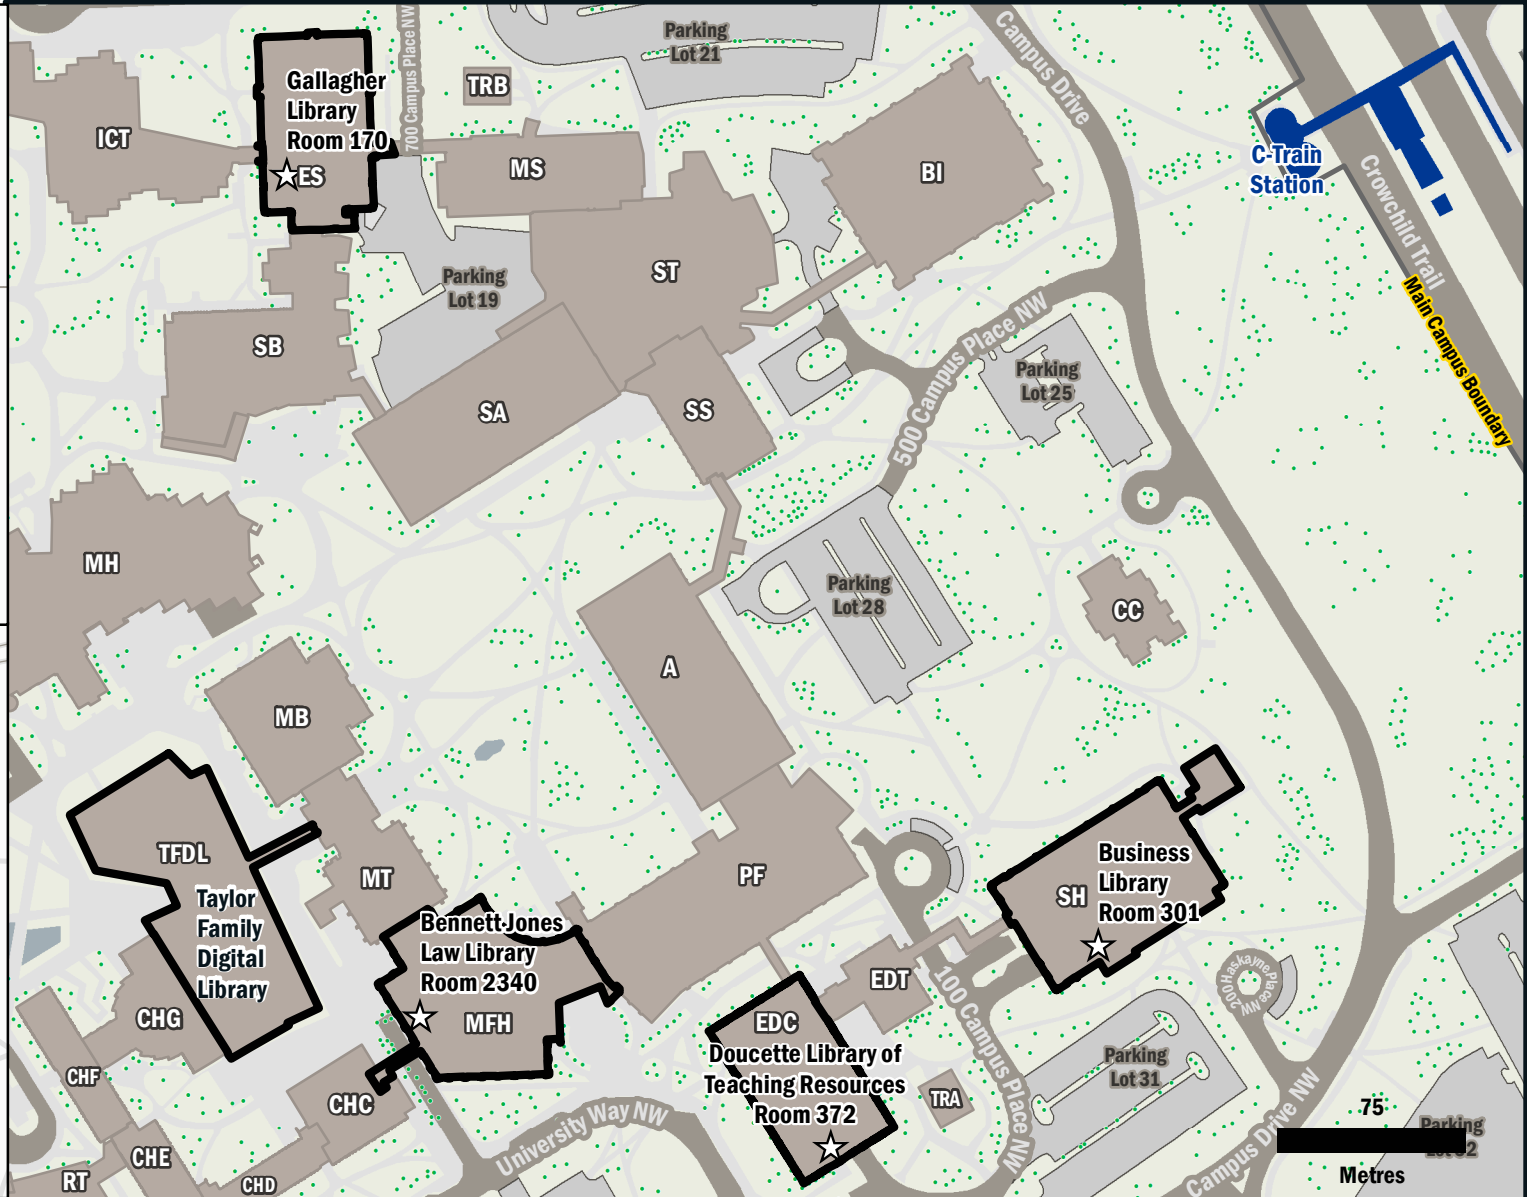 Parking
Lot 21
Campus Drive
700 Campus Place NW
Gallagher
Library
Room 170
ES
TRB
ICT
MS
BI
C-Train
Station
Crowchild Trail
Main Campus Boundary
ST
Parking
Lot 19
SB
500 Campus Place NW
Parking
Lot 25
SA
SS
MH
Parking
Lot 28
CC
A
MB
TFDL
Taylor
Family
Digital
Library
MT
PF
SH
Business
Library
Room 301
Bennett Jones
Law Library
Room 2340
MFH
EDT
100 Campus Place NW
200 Haskayne Place NW
CHG
EDC
Doucette Library of
Teaching Resources
Room 372
CHF
CHC
TRA
Parking
Lot 31
University Way NW
Campus Drive NW
75
Metres
Parking
CHE
RT
CHD